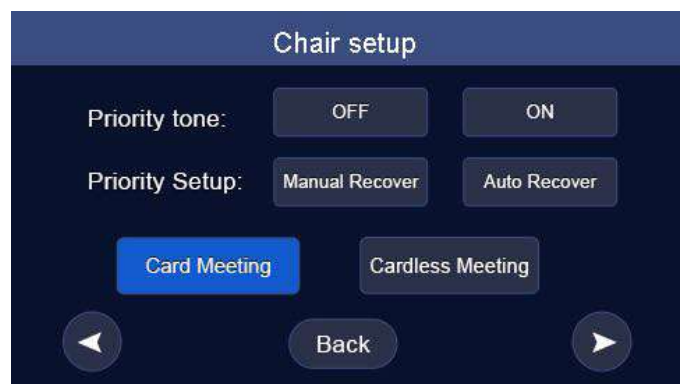 Chair setup
Priority tone: OFF ON
Priority Setup: Manual Recover Auto Recover
Card Meeting Cardless Meeting
Back